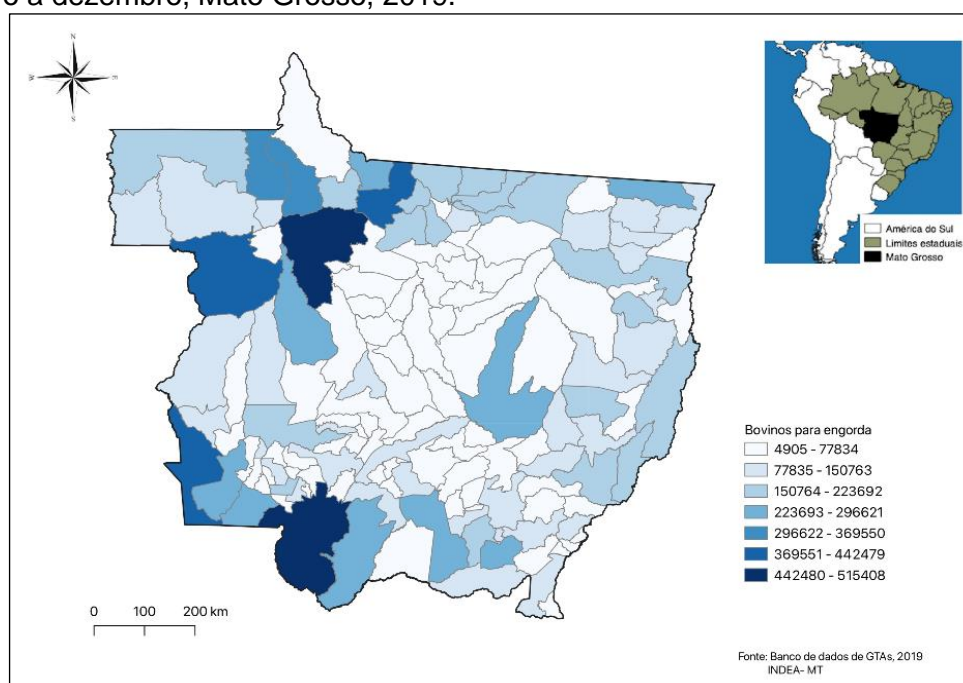 o a dezembro, Mato Grosso, 2019.
N
W
E
S
América do Sul
Limites estaduais
Mato Grosso
Bovinos para engorda
4905 - 77834
77835 - 150763
150764 - 223692
223693 - 296621
296622 - 369550
369551 - 442479
442480 - 515408
0 100 200 km
Fonte: Banco de dados de GTAs, 2019
INDEA- MT